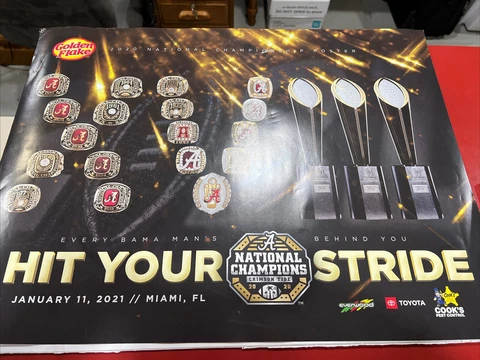 Golden Flake
2020 NATIONAL CHAMPIONSHIP POSTER
EVERY BAMA MAN'S BEHIND YOU
HIT YOUR STRIDE
A
NATIONAL
CHAMPIONS
CRIMSON TIDE
20 20
JANUARY 11, 2021 // MIAMI, FL
TOYOTA
COOK'S
PEST CONTROL